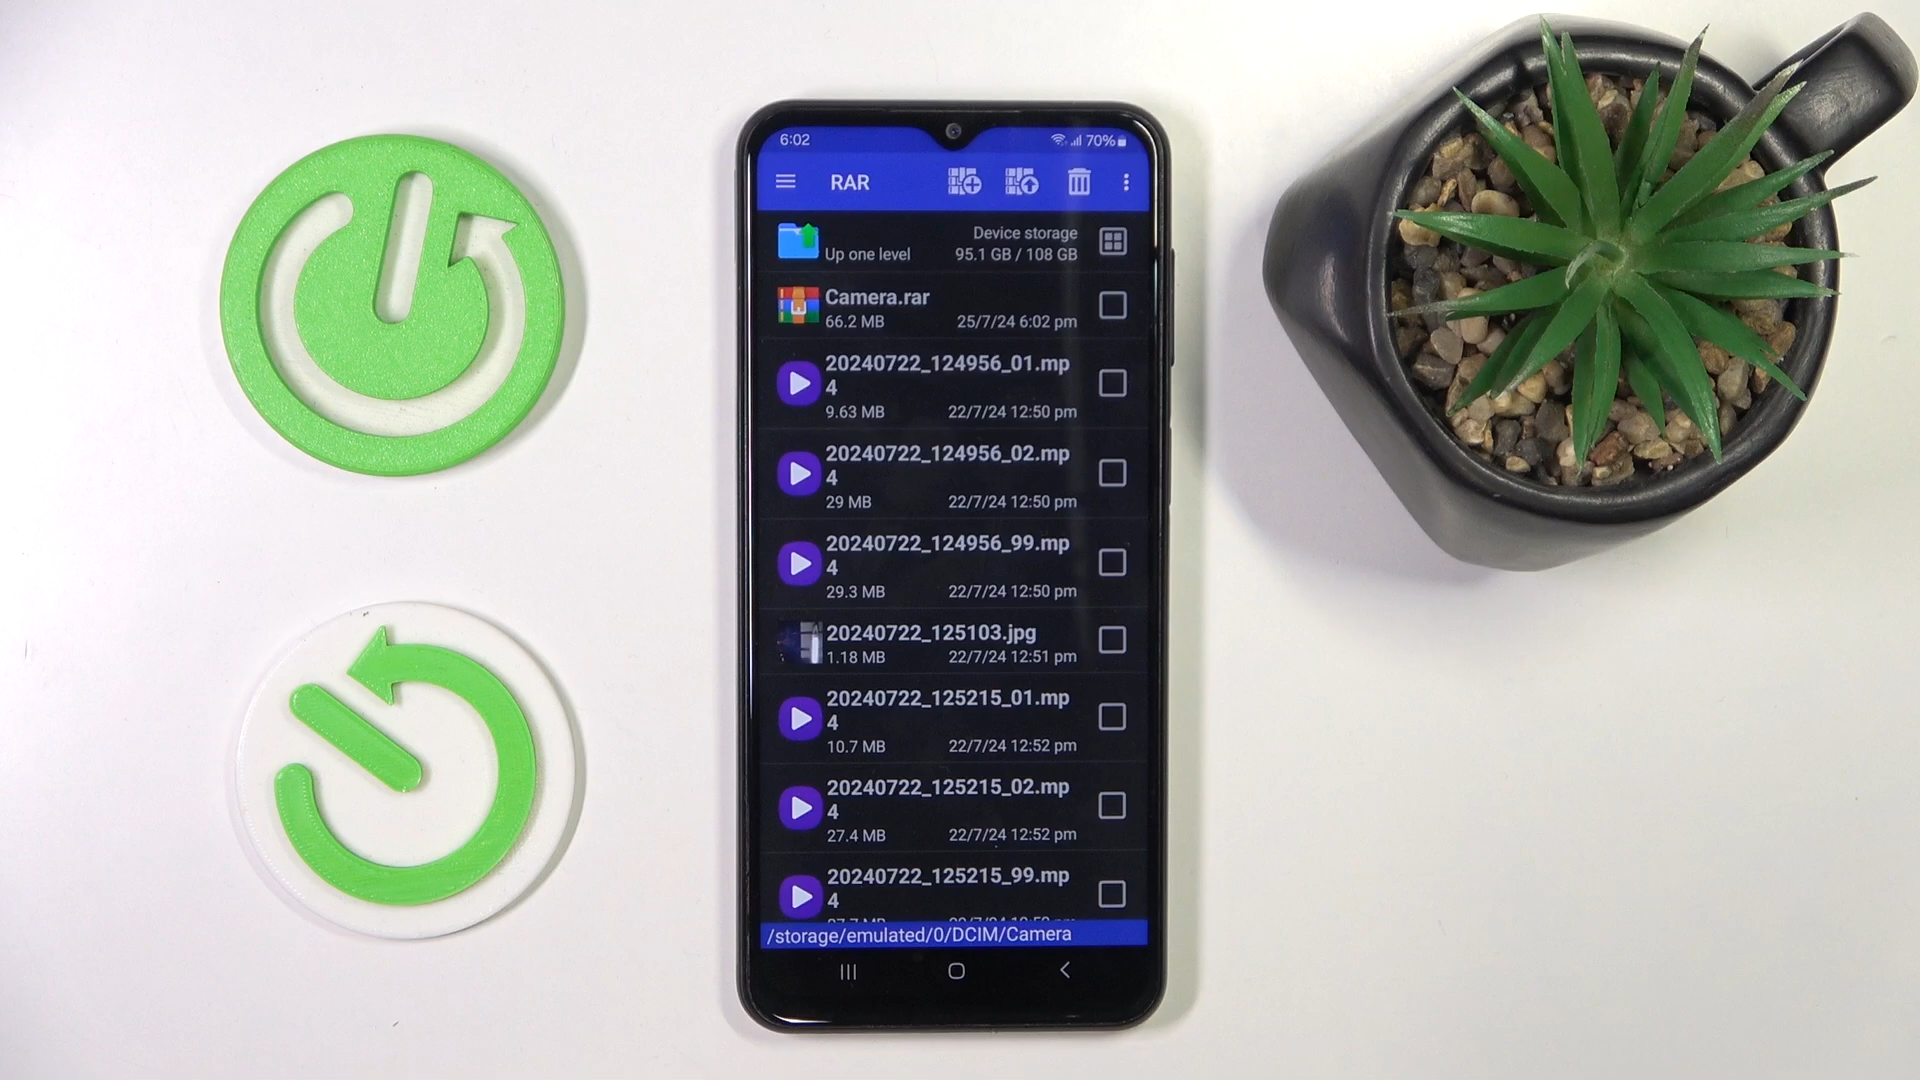 6:02
70%
RAR
Device storage
Up one level
95.1 GB / 108 GB
Camera.rar
66.2 MB
25/7/24 6:02 pm
20240722_124956_01.mp
4
9.63 MB
22/7/24 12:50 pm
20240722_124956_02.mp
4
29 MB
22/7/24 12:50 pm
20240722_124956_99.mp
4
29.3 MB
22/7/24 12:50 pm
20240722_125103.jpg
1.18 MB
22/7/24 12:51 pm
20240722_125215_01.mp
4
10.7 MB
22/7/24 12:52 pm
20240722_125215_02.mp
4
27.4 MB
22/7/24 12:52 pm
20240722_125215_99.mp
4
/storage/emulated/0/DCIM/Camera